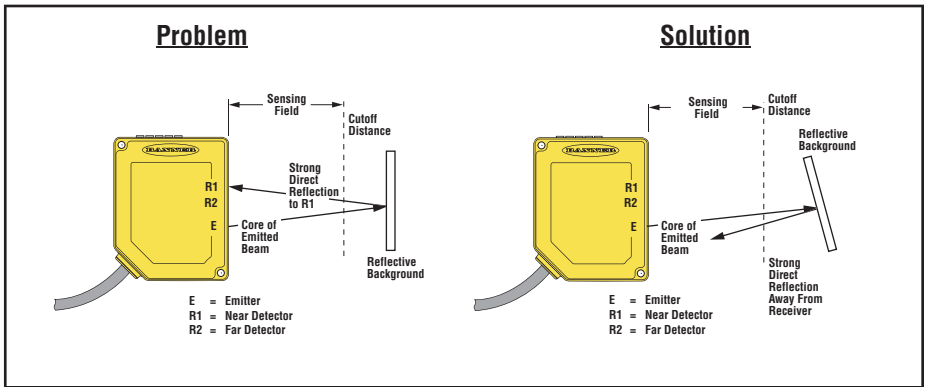 Problem
Sensing
Field
Cutoff
Distance
BANNER
R1
R2
E
Strong
Direct
Reflection
to R1
Core of
Emitted
Beam
Reflective
Background
E = Emitter
R1 = Near Detector
R2 = Far Detector
Solution
Sensing
Field
Cutoff
Distance
Reflective
Background
BANNER
R1
R2
E
Core of
Emitted
Beam
Strong
Direct
Reflection
Away From
Receiver
E = Emitter
R1 = Near Detector
R2 = Far Detector